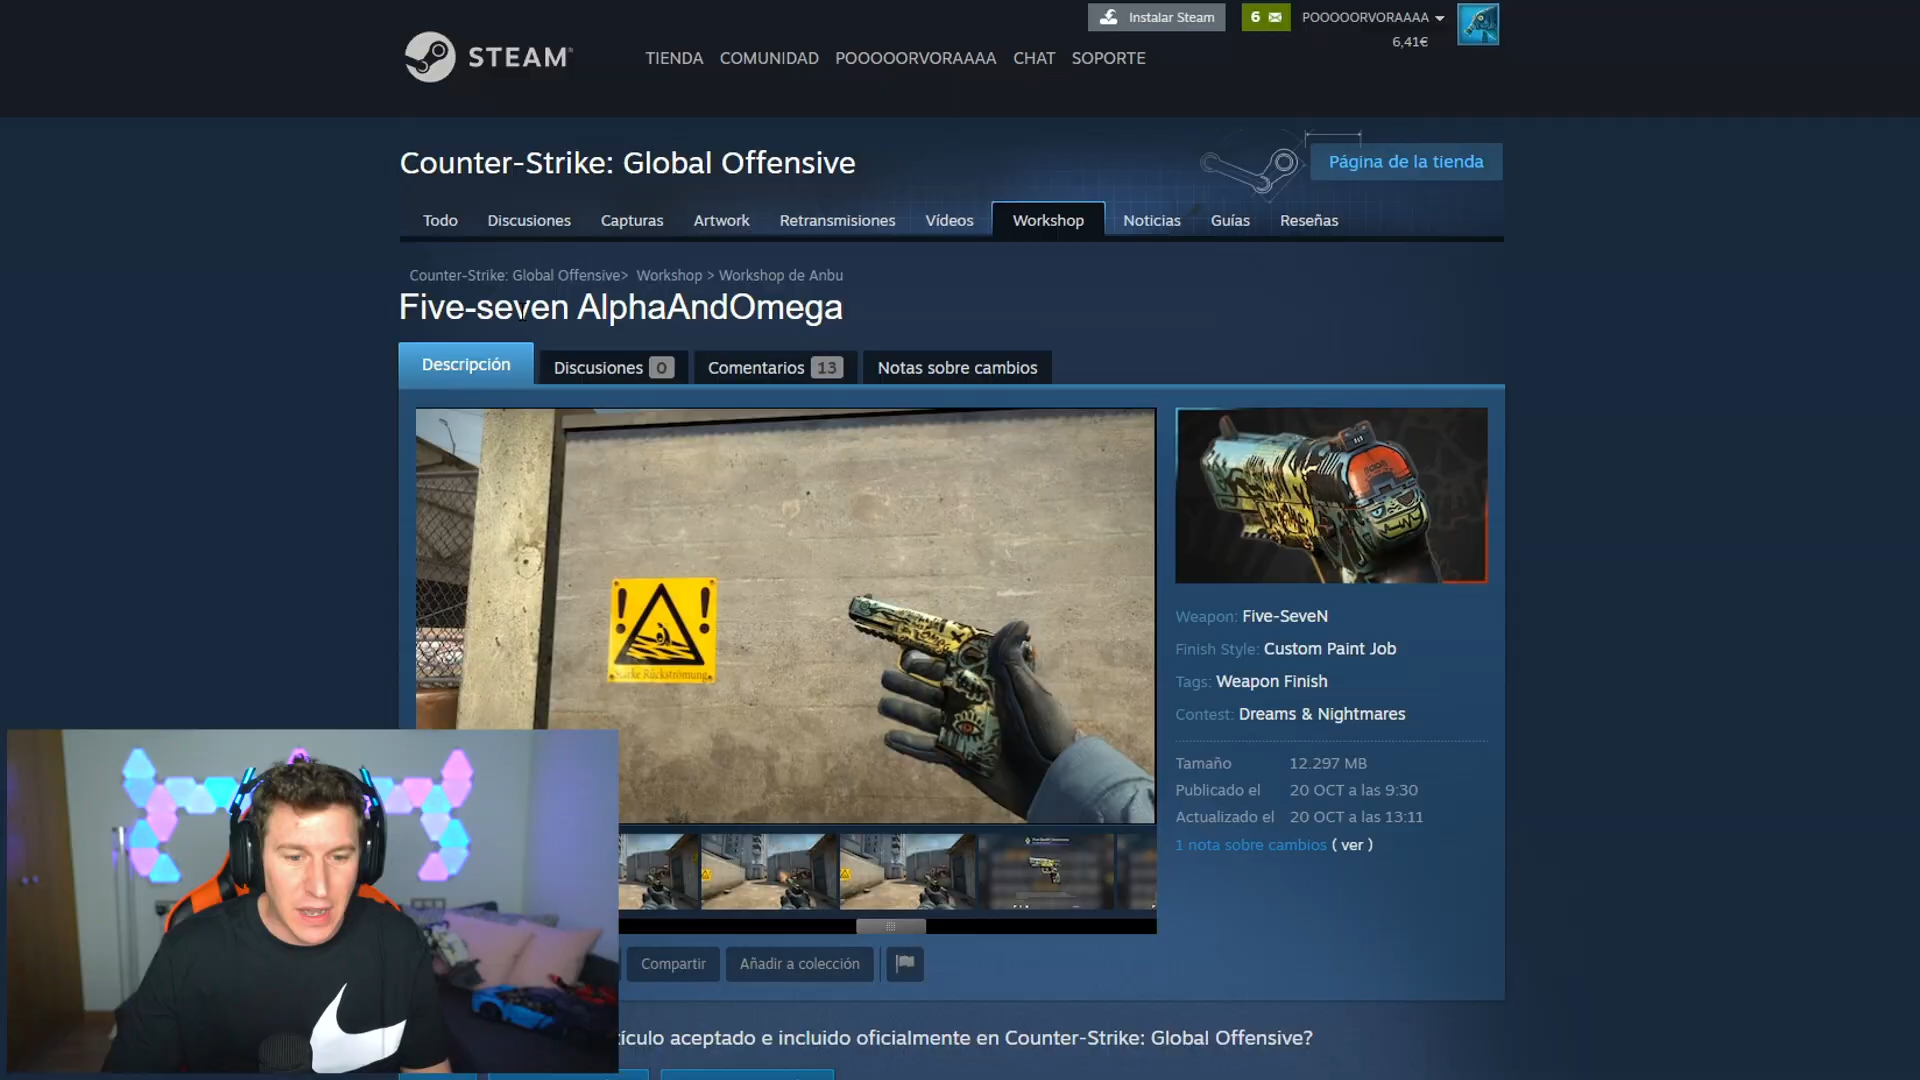 Instalar Steam
6
POOOOORVORAAAA
6,41€
STEAM
TIENDA COMUNIDAD POOOOORVORAAAA CHAT SOPORTE
Counter-Strike: Global Offensive
Página de la tienda
Todo Discusiones Capturas Artwork Retransmisiones Vídeos Workshop Noticias Guías Reseñas
Counter-Strike: Global Offensive> Workshop > Workshop de Anbu
Five-seven AlphaAndOmega
Descripción Discusiones 0 Comentarios 13 Notas sobre cambios
Starke Rückströmung
Weapon: Five-SeveN
Finish Style: Custom Paint Job
Tags: Weapon Finish
Contest: Dreams & Nightmares
Tamaño 12.297 MB
Publicado el 20 OCT a las 9:30
Actualizado el 20 OCT a las 13:11
1 nota sobre cambios ( ver )
Compartir Añadir a colección
tículo aceptado e incluido oficialmente en Counter-Strike: Global Offensive?